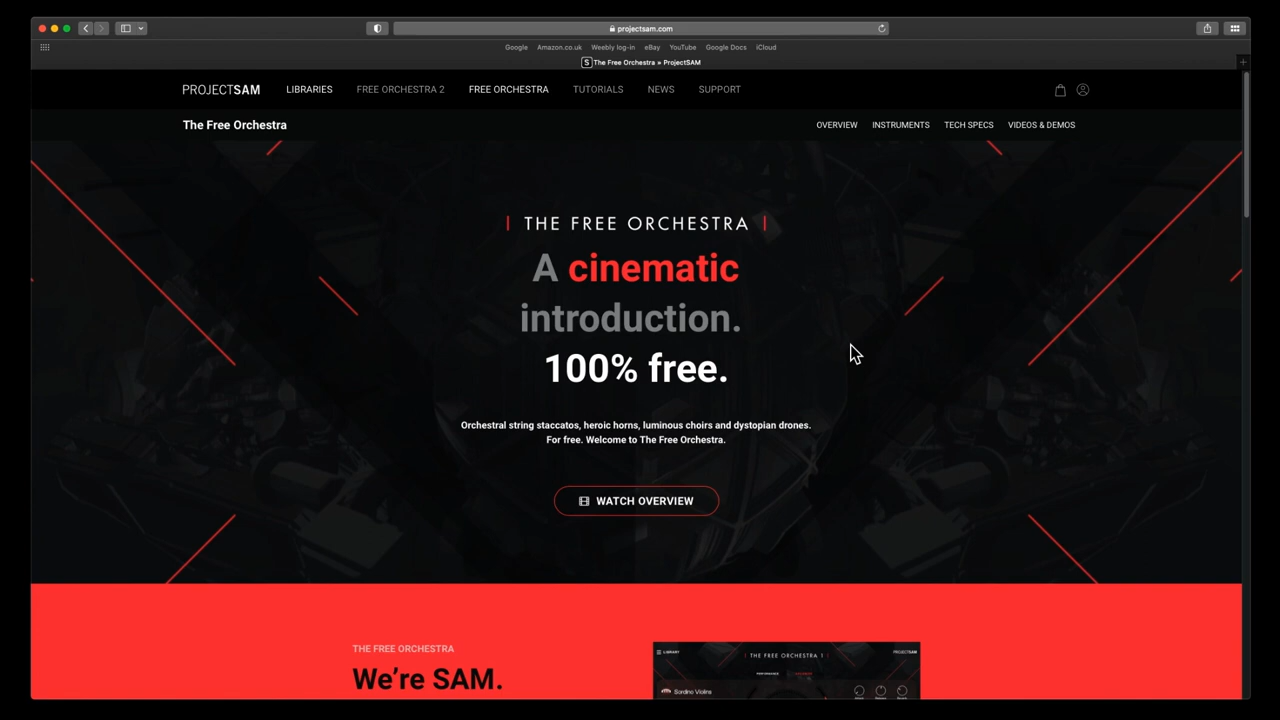 projectsam.com
Google Amazon.co.uk Weebly log-in eBay YouTube Google Docs iCloud
S The Free Orchestra » ProjectSAM
PROJECTSAM LIBRARIES FREE ORCHESTRA 2 FREE ORCHESTRA TUTORIALS NEWS SUPPORT
The Free Orchestra OVERVIEW INSTRUMENTS TECH SPECS VIDEOS & DEMOS
| THE FREE ORCHESTRA |
A cinematic
introduction.
100% free.
Orchestral string staccatos, heroic horns, luminous choirs and dystopian drones.
For free. Welcome to The Free Orchestra.
WATCH OVERVIEW
THE FREE ORCHESTRA
We're SAM.
LIBRARY | THE FREE ORCHESTRA 1 | PROJECTSAM
PERFORMANCE
Sordino Violins